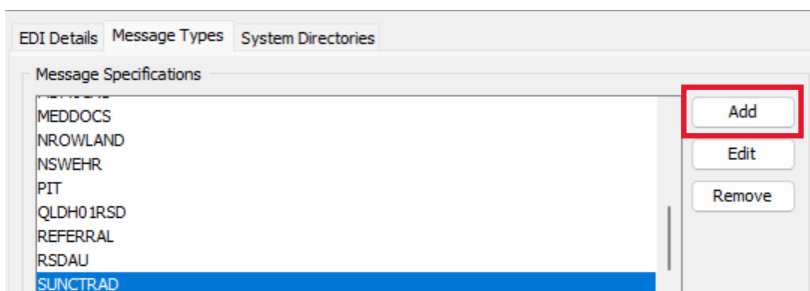 EDI Details Message Types System Directories
Message Specifications
MEDDOCS
Add
NROWLAND
NSWEHR
Edit
PIT
Remove
QLDH01RSD
REFERRAL
RSDAU
SUNCTRAD